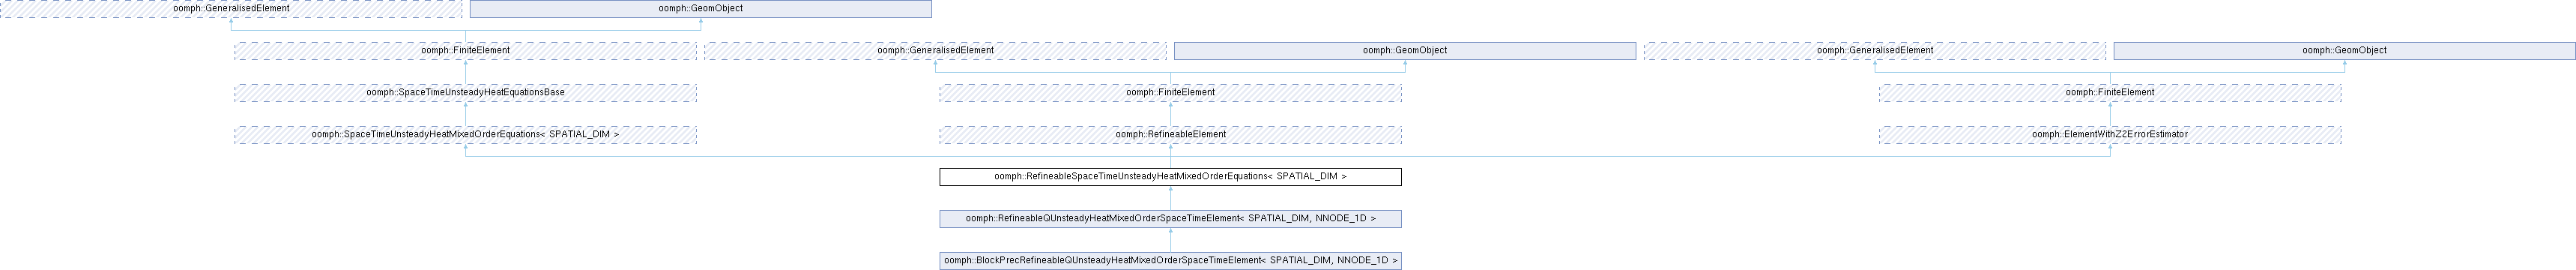 oomph::GeneralisedElement
oomph::GeomObject
oomph::FiniteElement
oomph::GeneralisedElement
oomph::GeomObject
oomph::GeneralisedElement
oomph::GeomObject
oomph::SpaceTimeUnsteadyHeatEquationsBase
oomph::FiniteElement
oomph::FiniteElement
oomph::SpaceTimeUnsteadyHeatMixedOrderEquations< SPATIAL_DIM >
oomph::RefineableElement
oomph::ElementWithZ2ErrorEstimator
oomph::RefineableSpaceTimeUnsteadyHeatMixedOrderEquations< SPATIAL_DIM >
oomph::RefineableQUnsteadyHeatMixedOrderSpaceTimeElement< SPATIAL_DIM, NNODE_1D >
oomph::BlockPrecRefineableQUnsteadyHeatMixedOrderSpaceTimeElement< SPATIAL_DIM, NNODE_1D >